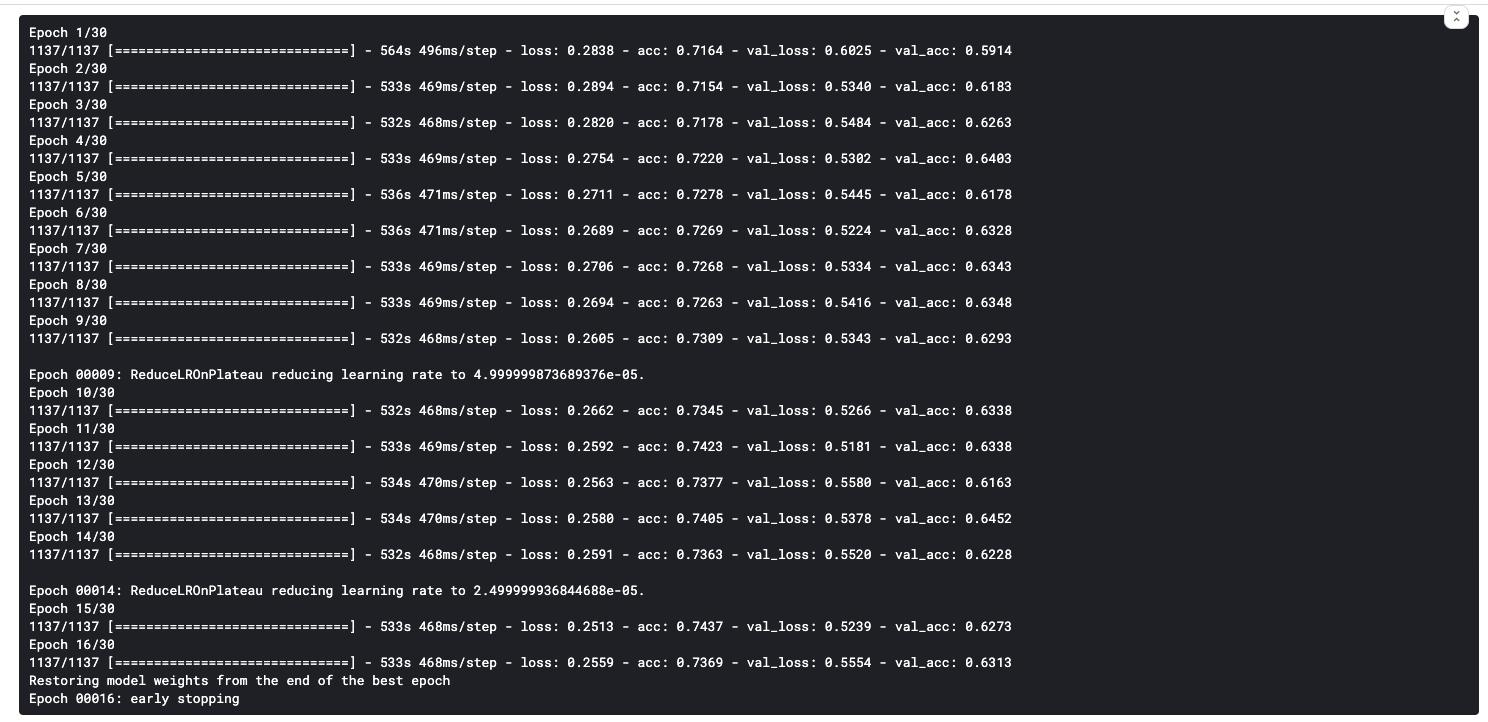 Epoch 1/30
1137/1137 [==============================] - 564s 496ms/step - loss: 0.2838 - acc: 0.7164 - val_loss: 0.6025 - val_acc: 0.5914
Epoch 2/30
1137/1137 [==============================] - 533s 469ms/step - loss: 0.2894 - acc: 0.7154 - val_loss: 0.5340 - val_acc: 0.6183
Epoch 3/30
1137/1137 [==============================] - 532s 468ms/step - loss: 0.2820 - acc: 0.7178 - val_loss: 0.5484 - val_acc: 0.6263
Epoch 4/30
1137/1137 [==============================] - 533s 469ms/step - loss: 0.2754 - acc: 0.7220 - val_loss: 0.5302 - val_acc: 0.6403
Epoch 5/30
1137/1137 [==============================] - 536s 471ms/step - loss: 0.2711 - acc: 0.7278 - val_loss: 0.5445 - val_acc: 0.6178
Epoch 6/30
1137/1137 [==============================] - 536s 471ms/step - loss: 0.2689 - acc: 0.7269 - val_loss: 0.5224 - val_acc: 0.6328
Epoch 7/30
1137/1137 [==============================] - 533s 469ms/step - loss: 0.2706 - acc: 0.7268 - val_loss: 0.5334 - val_acc: 0.6343
Epoch 8/30
1137/1137 [==============================] - 533s 469ms/step - loss: 0.2694 - acc: 0.7263 - val_loss: 0.5416 - val_acc: 0.6348
Epoch 9/30
1137/1137 [==============================] - 532s 468ms/step - loss: 0.2605 - acc: 0.7309 - val_loss: 0.5343 - val_acc: 0.6293
Epoch 00009: ReduceLROnPlateau reducing learning rate to 4.999999873689376e-05.
Epoch 10/30
1137/1137 [==============================] - 532s 468ms/step - loss: 0.2662 - acc: 0.7345 - val_loss: 0.5266 - val_acc: 0.6338
Epoch 11/30
1137/1137 [==============================] - 533s 469ms/step - loss: 0.2592 - acc: 0.7423 - val_loss: 0.5181 - val_acc: 0.6338
Epoch 12/30
1137/1137 [==============================] - 534s 470ms/step - loss: 0.2563 - acc: 0.7377 - val_loss: 0.5580 - val_acc: 0.6163
Epoch 13/30
1137/1137 [==============================] - 534s 470ms/step - loss: 0.2580 - acc: 0.7405 - val_loss: 0.5378 - val_acc: 0.6452
Epoch 14/30
1137/1137 [==============================] - 532s 468ms/step - loss: 0.2591 - acc: 0.7363 - val_loss: 0.5520 - val_acc: 0.6228
Epoch 00014: ReduceLROnPlateau reducing learning rate to 2.499999936844688e-05.
Epoch 15/30
1137/1137 [==============================] - 533s 468ms/step - loss: 0.2513 - acc: 0.7437 - val_loss: 0.5239 - val_acc: 0.6273
Epoch 16/30
1137/1137 [==============================] - 533s 468ms/step - loss: 0.2559 - acc: 0.7369 - val_loss: 0.5554 - val_acc: 0.6313
Restoring model weights from the end of the best epoch
Epoch 00016: early stopping